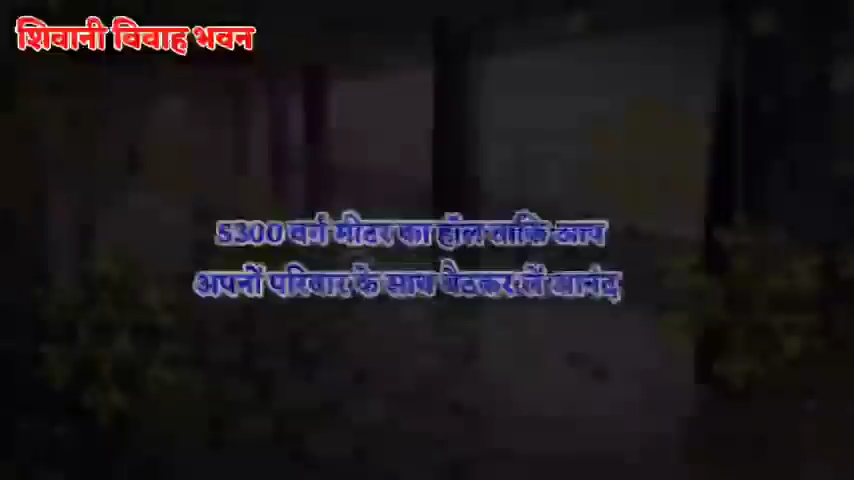 शिवानी विवाह भवन
5300 वर्ग मीटर का हॉल ताकि आप
अपनों परिवार के साथ बैठकर लें आनंद